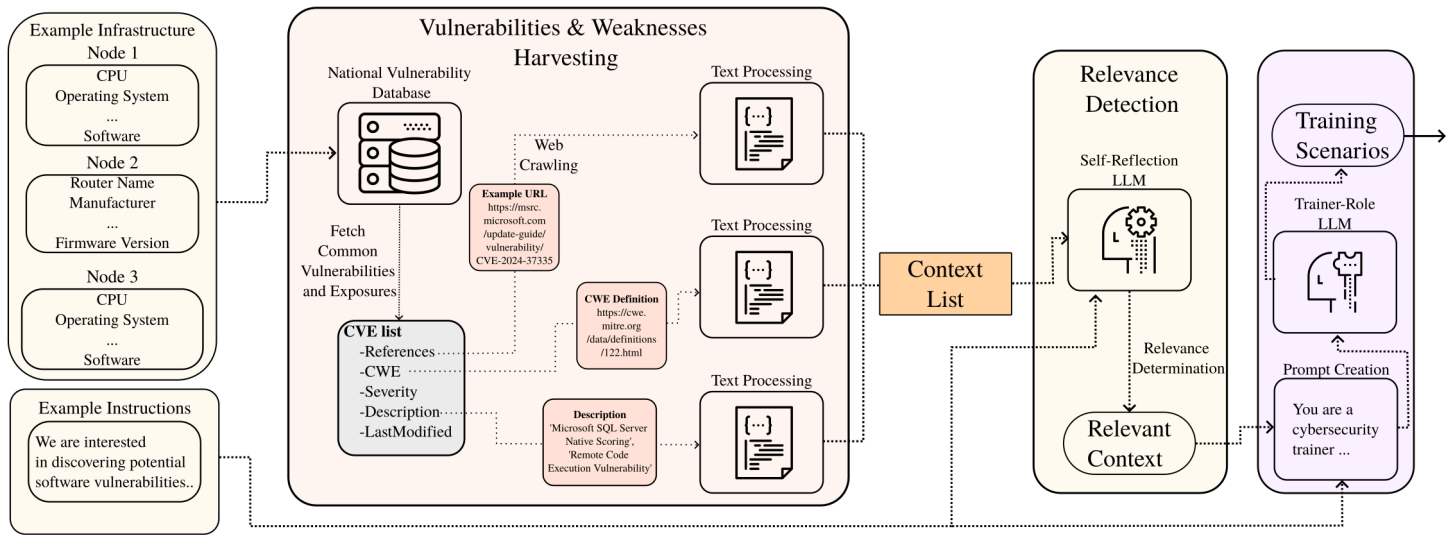 Example Infrastructure
Node 1
CPU
Operating System
...
Software
Node 2
Router Name
Manufacturer
...
Firmware Version
Node 3
CPU
Operating System
...
Software
Example Instructions
We are interested
in discovering potential
software vulnerabilities..
Vulnerabilities & Weaknesses
Harvesting
National Vulnerability
Database
Fetch
Common
Vulnerabilities
and Exposures
CVE list
-References
-CWE
-Severity
-Description
-LastModified
Web
Crawling
Example URL
https://msrc.
microsoft.com
/update-guide/
vulnerability/
CVE-2024-37335
CWE Definition
https://cwe.
mitre.org
/data/definitions
/122.html
Description
'Microsoft SQL Server
Native Scoring',
'Remote Code
Execution Vulnerability'
Text Processing
{...}
Text Processing
{...}
Text Processing
{...}
Context
List
Relevance
Detection
Self-Reflection
LLM
Relevance
Determination
Relevant
Context
Training
Scenarios
Trainer-Role
LLM
Prompt Creation
You are a
cybersecurity
trainer ...